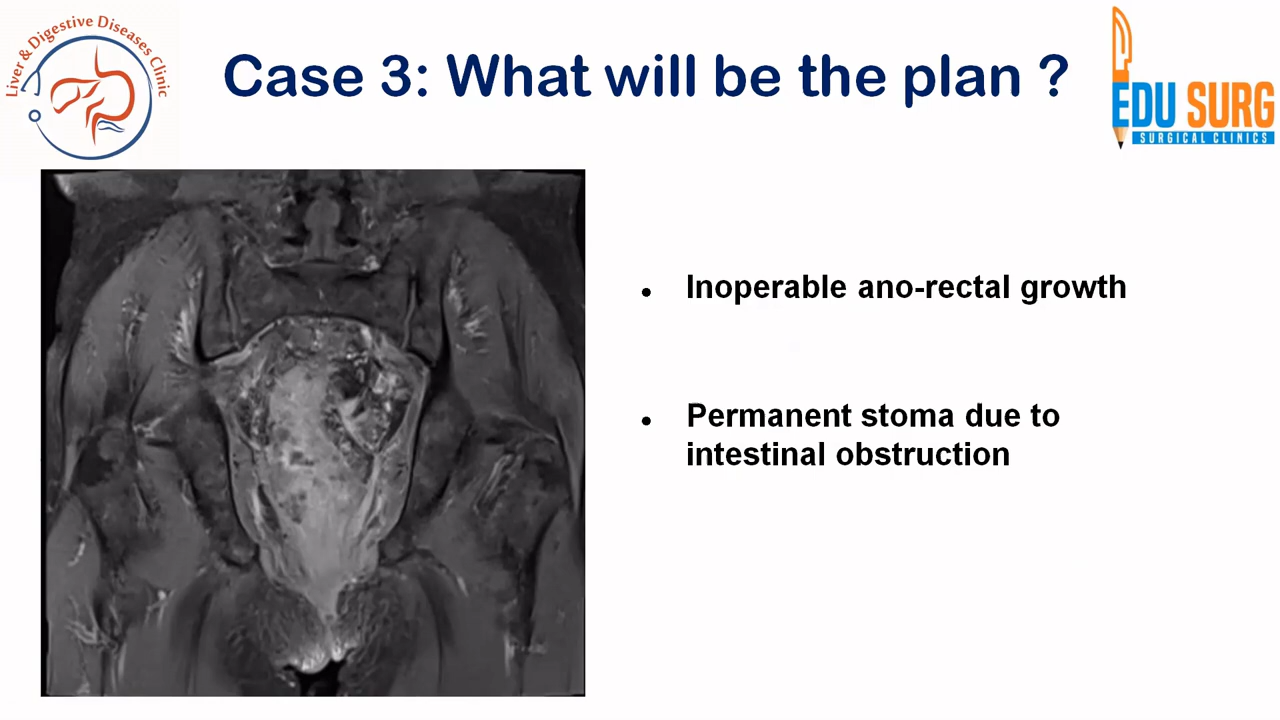 Liver & Digestive Diseases Clinic
Case 3: What will be the plan ?
EDU SURG
SURGICAL CLINICS
• Inoperable ano-rectal growth
• Permanent stoma due to
intestinal obstruction